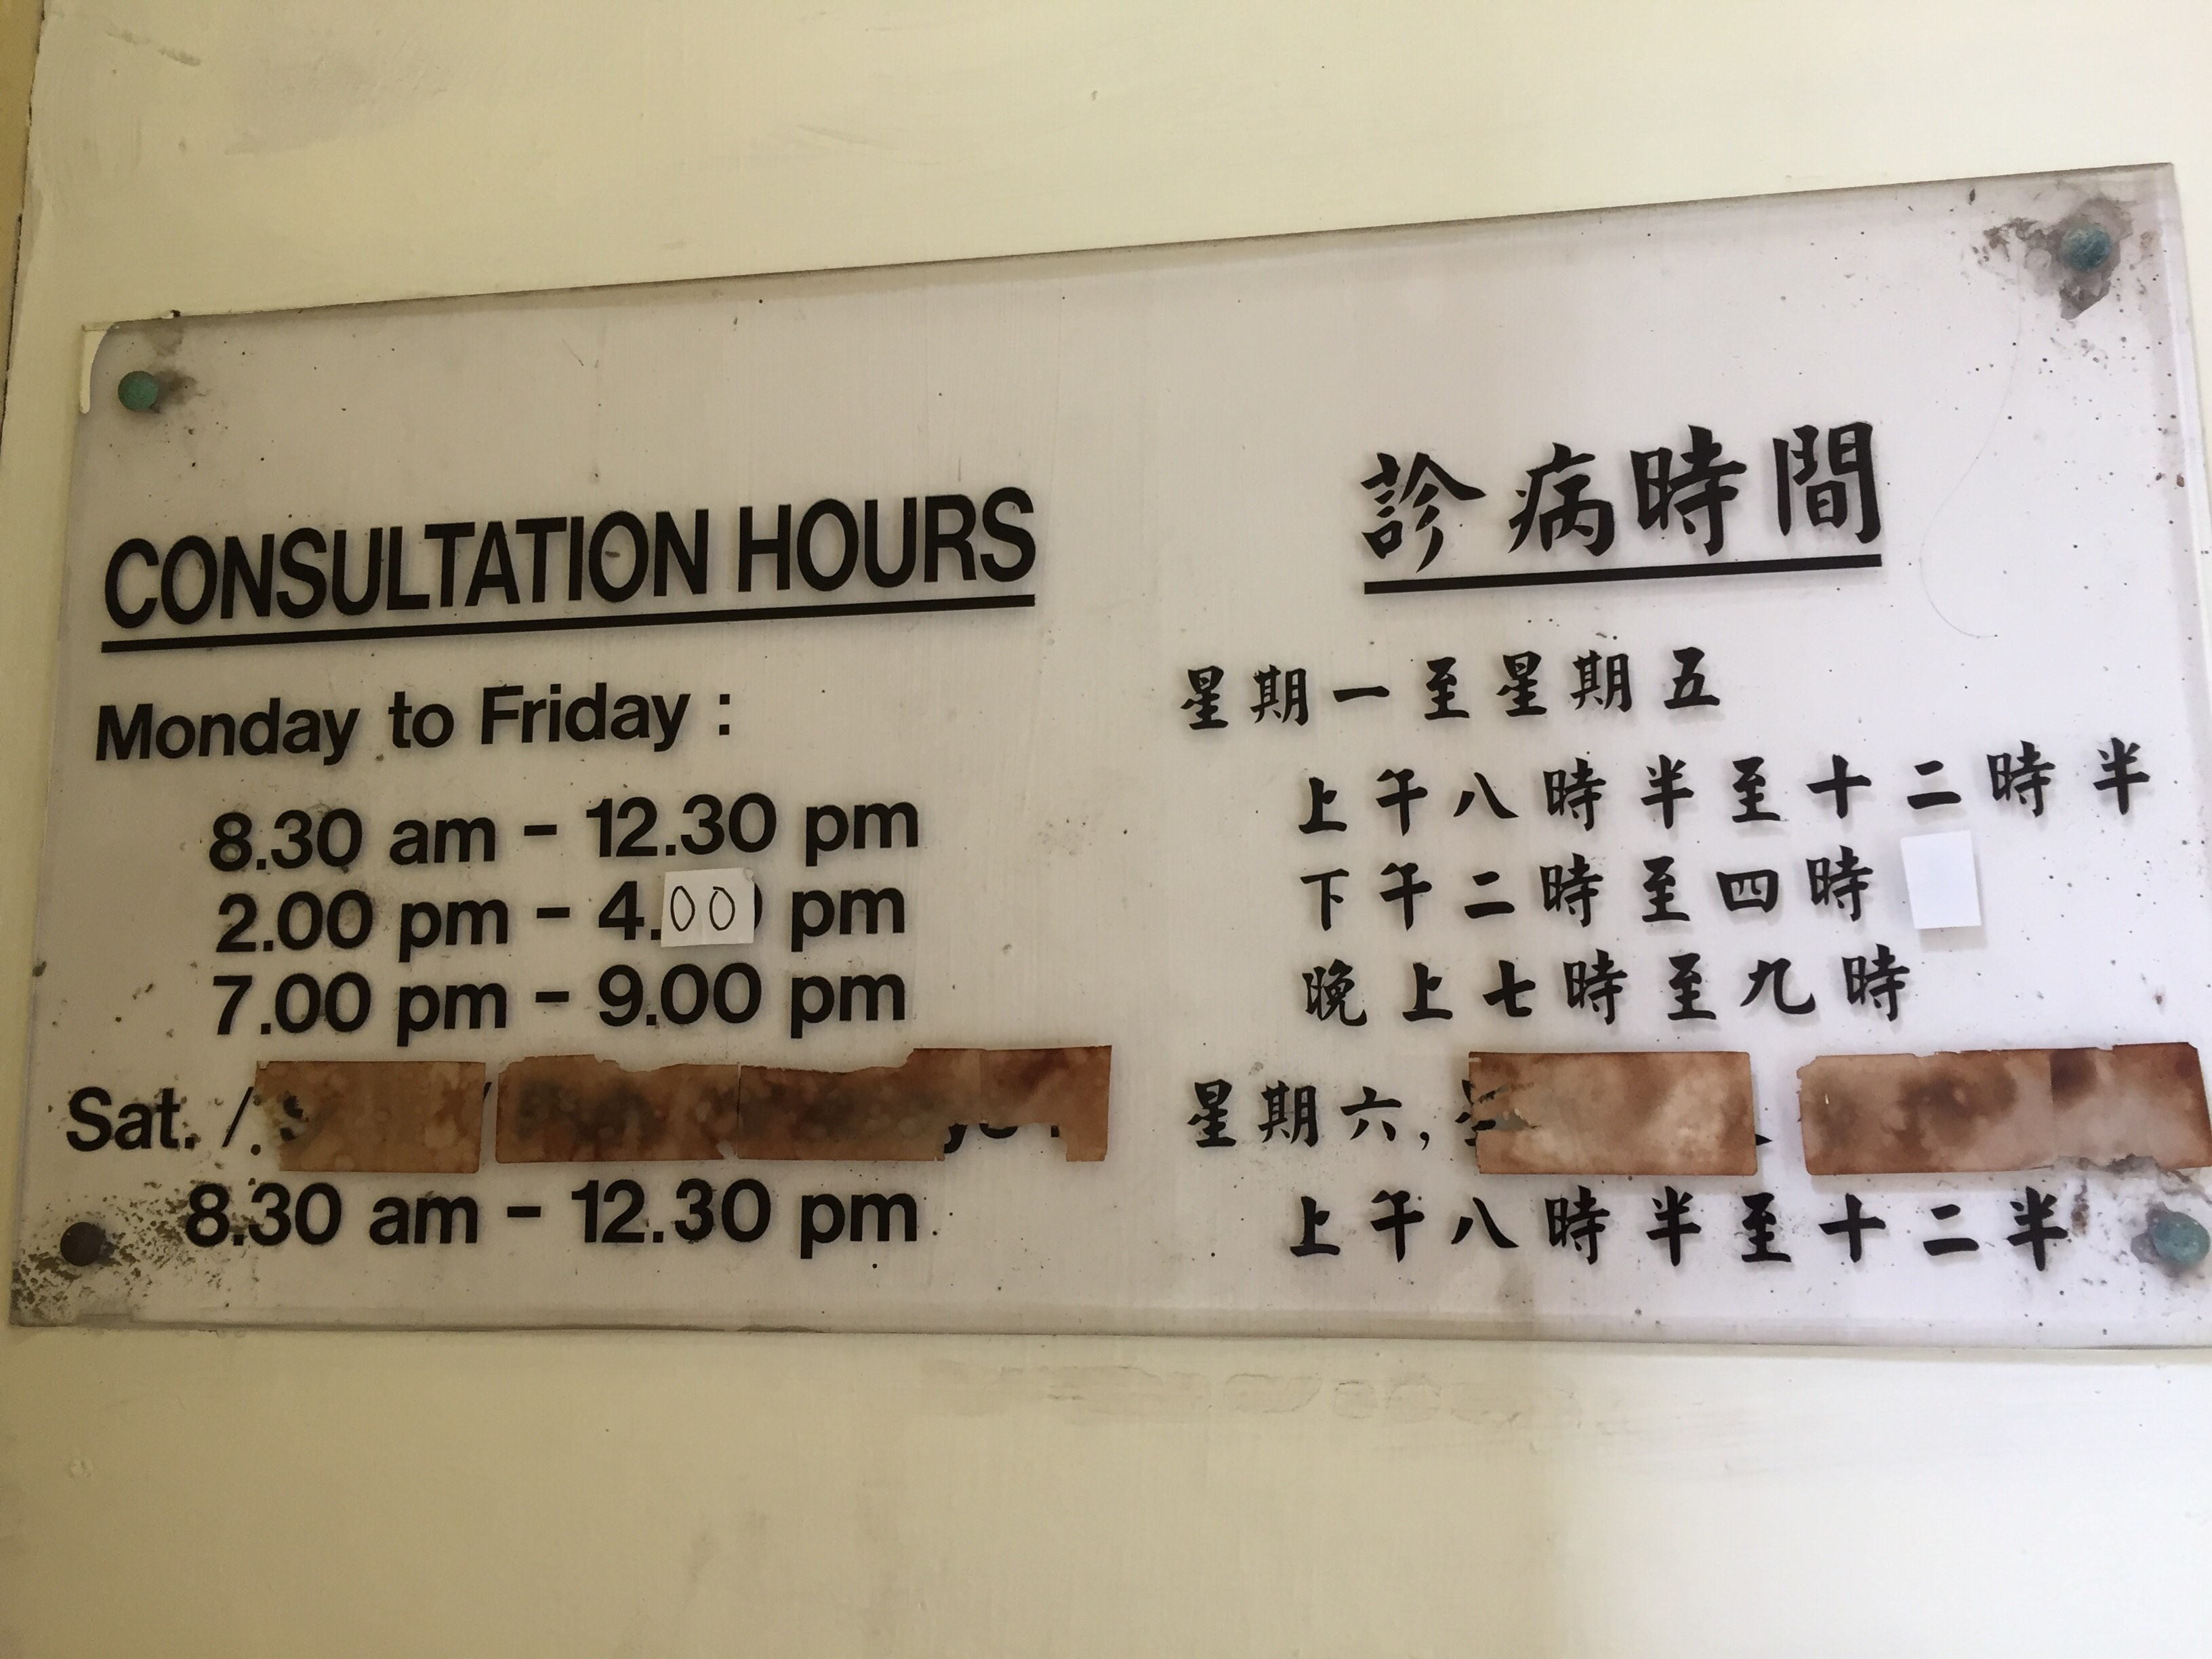 CONSULTATION HOURS
Monday to Friday :
8.30 am - 12.30 pm
2.00 pm - 4.00 pm
7.00 pm - 9.00 pm
Sat. /
8.30 am - 12.30 pm
診病時間
星期一至星期五
上午八時半至十二時半
下午二時至四時
晚上七時至九時
星期六,
上午八時半至十二半